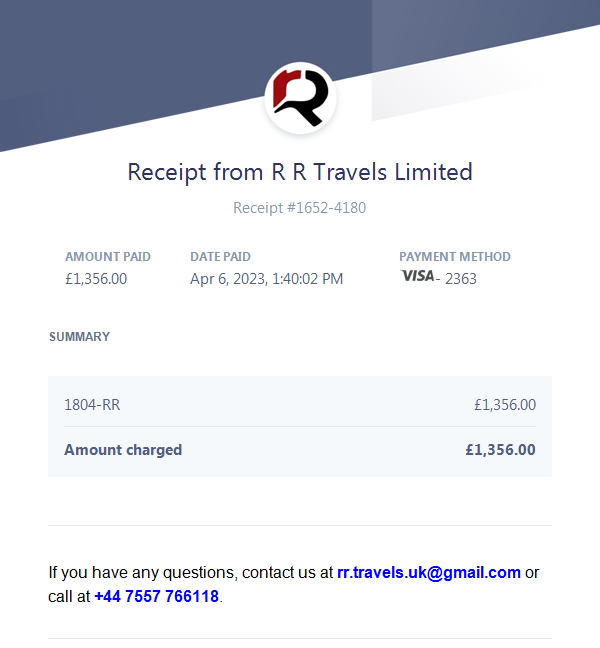 Receipt from R R Travels Limited
Receipt #1652-4180
AMOUNT PAID DATE PAID PAYMENT METHOD
£1,356.00 Apr 6, 2023, 1:40:02 PM VISA - 2363
SUMMARY
1804-RR £1,356.00
Amount charged £1,356.00
If you have any questions, contact us at rr.travels.uk@gmail.com or
call at +44 7557 766118.